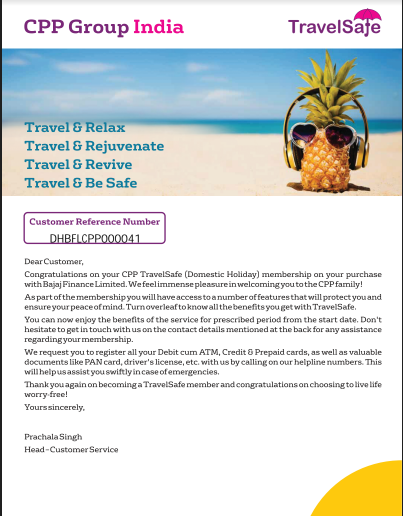 CPP Group India
TravelSafe
Travel & Relax
Travel & Rejuvenate
Travel & Revive
Travel & Be Safe
Customer Reference Number
DHBFLCPP000041
Dear Customer,
Congratulations on your CPP TravelSafe (Domestic Holiday) membership on your purchase
with Bajaj Finance Limited. We feel immense pleasure in welcoming you to the CPP family!
As part of the membership you will have access to a number of features that will protect you and
ensure your peace of mind. Turn overleaf to know all the benefits you get with TravelSafe.
You can now enjoy the benefits of the service for prescribed period from the start date. Don't
hesitate to get in touch with us on the contact details mentioned at the back for any assistance
regarding your membership.
We request you to register all your Debit cum ATM, Credit & Prepaid cards, as well as valuable
documents like PAN card, driver's license, etc. with us by calling on our helpline numbers. This
will help us assist you swiftly in case of emergencies.
Thank you again on becoming a TravelSafe member and congratulations on choosing to live life
worry-free!
Yours sincerely,
Prachala Singh
Head-Customer Service